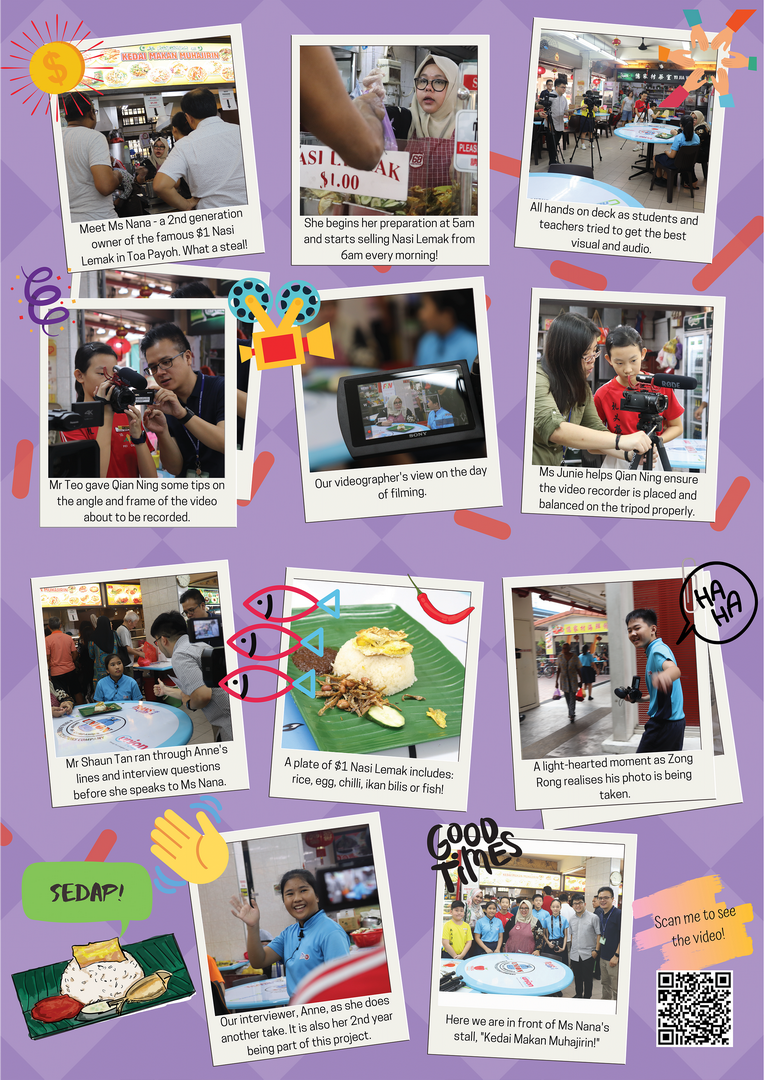 KEDAI MAKAN MUHAJIRIN
Meet Ms Nana - a 2nd generation
owner of the famous $1 Nasi
Lemak in Toa Payoh. What a steal!
NASI LEMAK
$1.00
68
PLEASE
She begins her preparation at 5am
and starts selling Nasi Lemak from
6am every morning!
All hands on deck as students and
teachers tried to get the best
visual and audio.
Mr Teo gave Qian Ning some tips on
the angle and frame of the video
about to be recorded.
SONY
Our videographer's view on the day
of filming.
RØDE
Ms Junie helps Qian Ning ensure
the video recorder is placed and
balanced on the tripod properly.
Mr Shaun Tan ran through Anne's
lines and interview questions
before she speaks to Ms Nana.
A plate of $1 Nasi Lemak includes:
rice, egg, chilli, ikan bilis or fish!
HA
HA
A light-hearted moment as Zong
Rong realises his photo is being
taken.
SEDAP!
Our interviewer, Anne, as she does
another take. It is also her 2nd year
being part of this project.
GOOD
TIMES
Here we are in front of Ms Nana's
stall, "Kedai Makan Muhajirin!"
Scan me to see
the video!